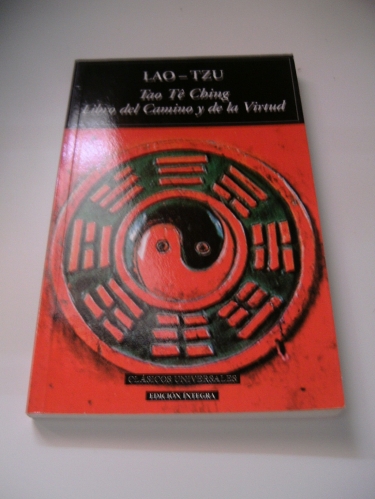 LAO – TZU
Tao Tê Ching
Libro del Camino y de la Virtud
CLÁSICOS UNIVERSALES
EDICIÓN ÍNTEGRA